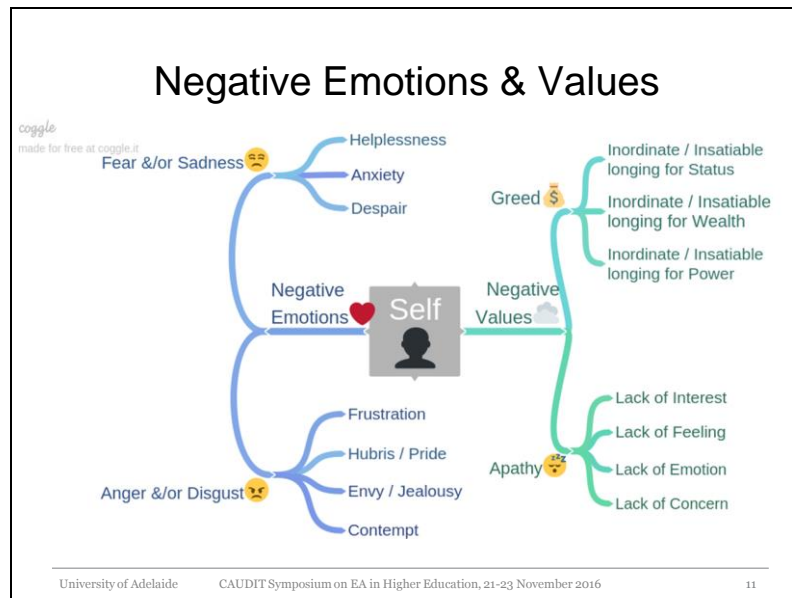 Negative Emotions & Values
coggle
made for free at coggle.it
Fear &/or Sadness
Helplessness
Anxiety
Despair
Negative
Emotions
Anger &/or Disgust
Frustration
Hubris / Pride
Envy / Jealousy
Contempt
Self
Negative
Values
Greed
$
Inordinate / Insatiable
longing for Status
Inordinate / Insatiable
longing for Wealth
Inordinate / Insatiable
longing for Power
Apathy
zzz
Lack of Interest
Lack of Feeling
Lack of Emotion
Lack of Concern
University of Adelaide
CAUDIT Symposium on EA in Higher Education, 21-23 November 2016
11